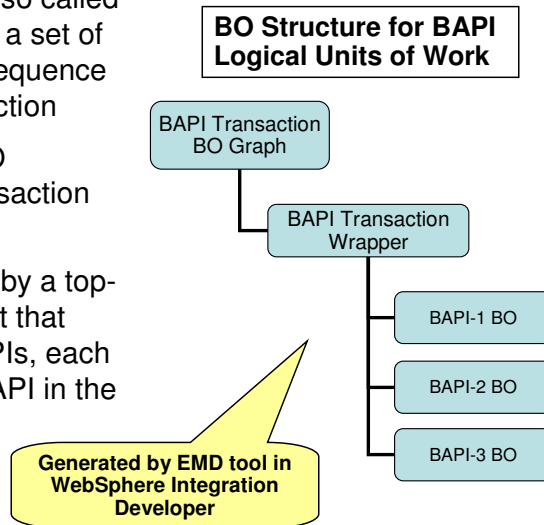 so called
a set of
equence
ction
O
saction
by a top-
t that
PIs, each
API in the
BO Structure for BAPI
Logical Units of Work
BAPI Transaction
BO Graph
BAPI Transaction
Wrapper
BAPI-1 BO
BAPI-2 BO
BAPI-3 BO
Generated by EMD tool in
WebSphere Integration
Developer